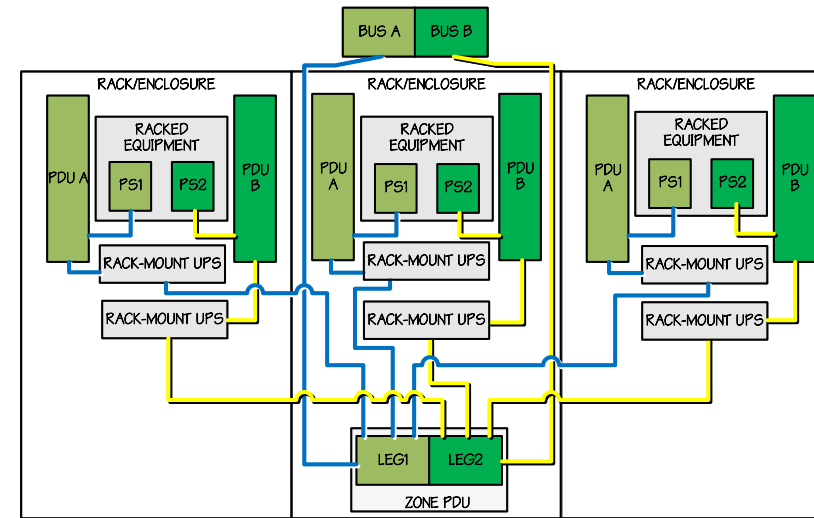 BUS A
BUS B
RACK/ENCLOSURE
PDU A
RACKED
EQUIPMENT
PS1
PS2
PDU
B
RACK-MOUNT UPS
RACK-MOUNT UPS
RACK/ENCLOSURE
PDU
A
RACKED
EQUIPMENT
PS1
PS2
PDU
B
RACK-MOUNT UPS
RACK-MOUNT UPS
RACK/ENCLOSURE
PDU
A
RACKED
EQUIPMENT
PS1
PS2
PDU
B
RACK-MOUNT UPS
RACK-MOUNT UPS
LEG1
LEG2
ZONE PDU